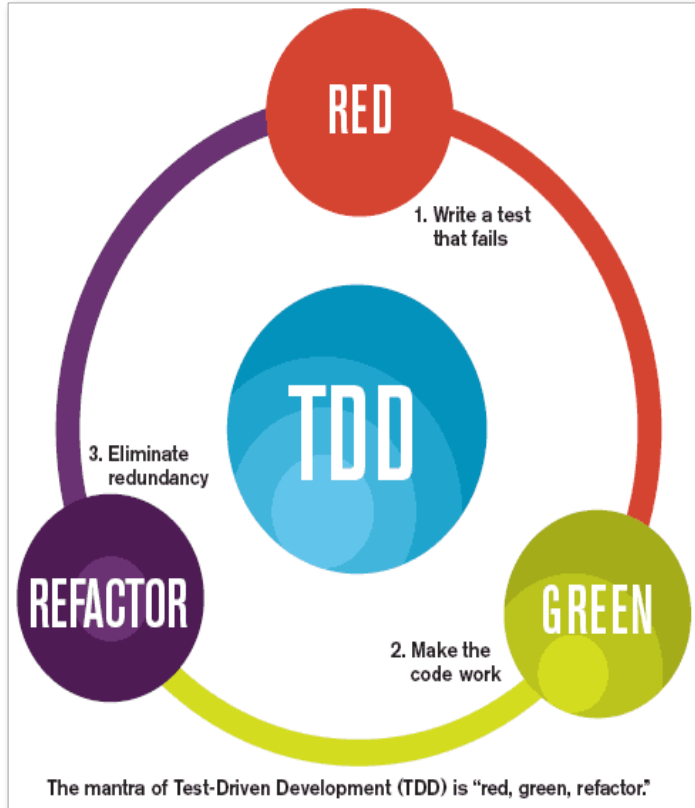 RED
1. Write a test
that fails
TDD
3. Eliminate
redundancy
REFACTOR
GREEN
2. Make the
code work
The mantra of Test-Driven Development (TDD) is “red, green, refactor.”